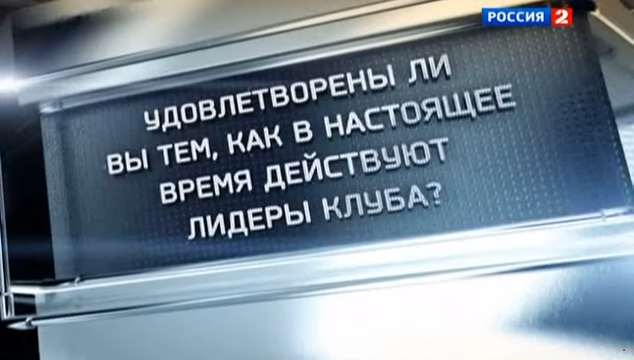 РОССИЯ 2
УДОВЛЕТВОРЕНЫ ЛИ
ВЫ ТЕМ, КАК В НАСТОЯЩЕЕ
ВРЕМЯ ДЕЙСТВУЮТ
ЛИДЕРЫ КЛУБА?